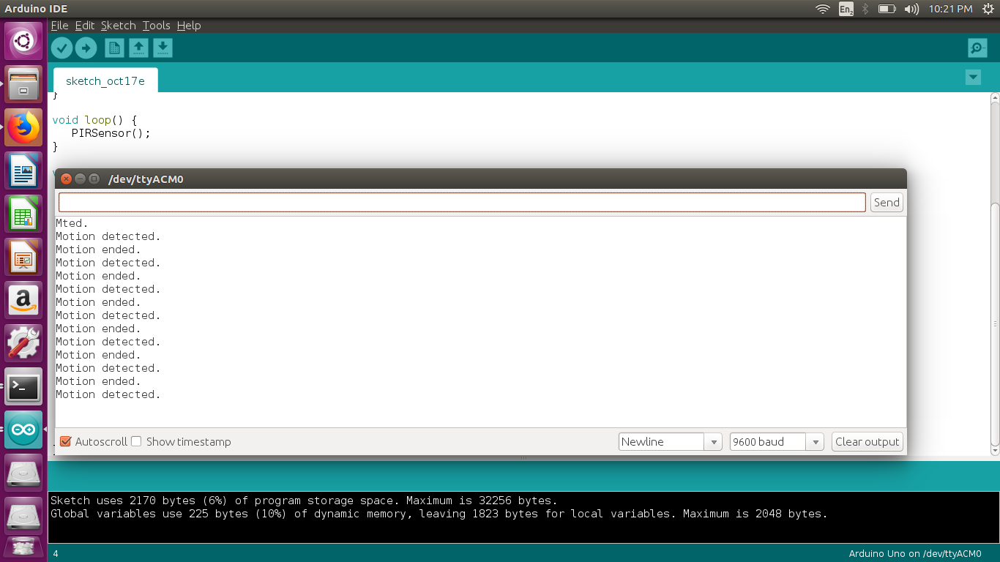 Arduino IDE
En2
10:21 PM
File Edit Sketch Tools Help
sketch_oct17e
}
void loop() {
PIRSensor();
}
/dev/ttyACM0
Send
Mted.
Motion detected.
Motion ended.
Motion detected.
Motion ended.
Motion detected.
Motion ended.
Motion detected.
Motion ended.
Motion detected.
Motion ended.
Motion detected.
Motion ended.
Motion detected.
Autoscroll Show timestamp Newline 9600 baud Clear output
Sketch uses 2170 bytes (6%) of program storage space. Maximum is 32256 bytes.
Global variables use 225 bytes (10%) of dynamic memory, leaving 1823 bytes for local variables. Maximum is 2048 bytes.
4 Arduino Uno on /dev/ttyACM0